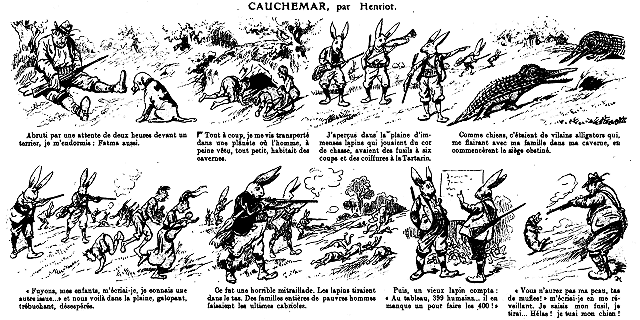 CAUCHEMAR, par Henriot.
Abruti par une attente de deux heures devant un
terrier, je m'endormis : Fatma aussi.
Tout à coup, je me vis transporté
dans une planète où l'homme, à
peine vêtu, tout petit, habitait des
cavernes.
J'aperçus dans la plaine d'im-
menses lapins qui jouaient du cor
de chasse, avaient des fusils à six
coups et des coiffures à la Tartarin.
Comme chiens, c'étaient de vilains alligators qui,
me flairant avec ma famille dans ma caverne, en
commencèrent le siège obstiné.
« Fuyons, mes enfants, m'écriai-je, je connais une
autre issue... » et nous voilà dans la plaine, galopant,
trébuchant, désespérés.
Ce fut une horrible mitraillade. Les lapins tiraient
dans le tas. Des familles entières de pauvres hommes
faisaient les ultimes cabrioles.
Puis, un vieux lapin compta :
« Au tableau, 399 humains... il en
manque un pour faire les 400 ! »
« Vous n'aurez pas ma peau, tas
de mufles! » m'écriai-je en me ré-
veillant. Je saisis mon fusil, je
tirai... Hélas ! je tuai mon chien !